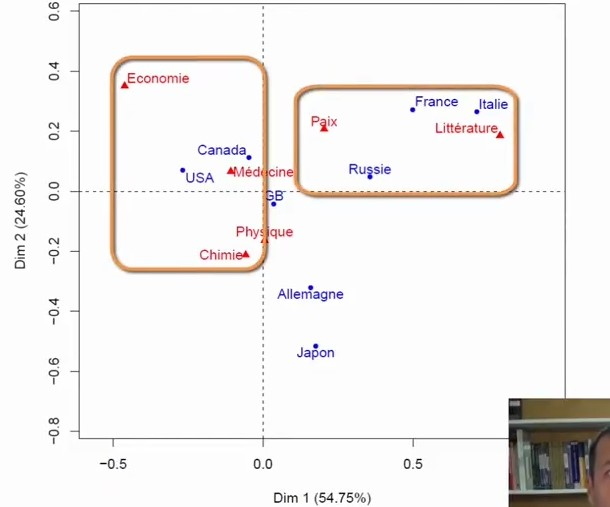 0.6
0.4
0.2
0.0
−0.2
−0.4
−0.6
−0.8
Dim 2 (24.60%)
Economie
France
Italie
Paix
Littérature
Canada
Médecine
Russie
USA
GB
Physique
Chimie
Allemagne
Japon
−0.5
0.0
0.5
Dim 1 (54.75%)